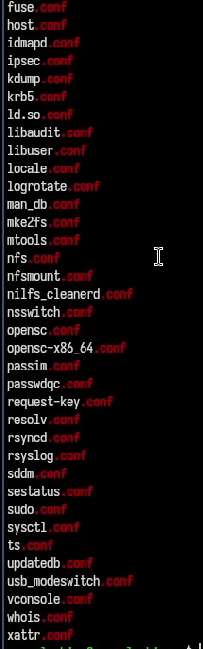 fuse.conf
host.conf
idmapd.conf
ipsec.conf
kdump.conf
krb5.conf
ld.so.conf
libaudit.conf
libuser.conf
locale.conf
logrotate.conf
man_db.conf
mke2fs.conf
mtools.conf
nfs.conf
nfsmount.conf
nilfs_cleanerd.conf
nsswitch.conf
opensc.conf
opensc-x86_64.conf
passim.conf
passwdqc.conf
request-key.conf
resolv.conf
rsyncd.conf
rsyslog.conf
sddm.conf
sestatus.conf
sudo.conf
sysctl.conf
ts.conf
updatedb.conf
usb_modeswitch.conf
vconsole.conf
whois.conf
xattr.conf